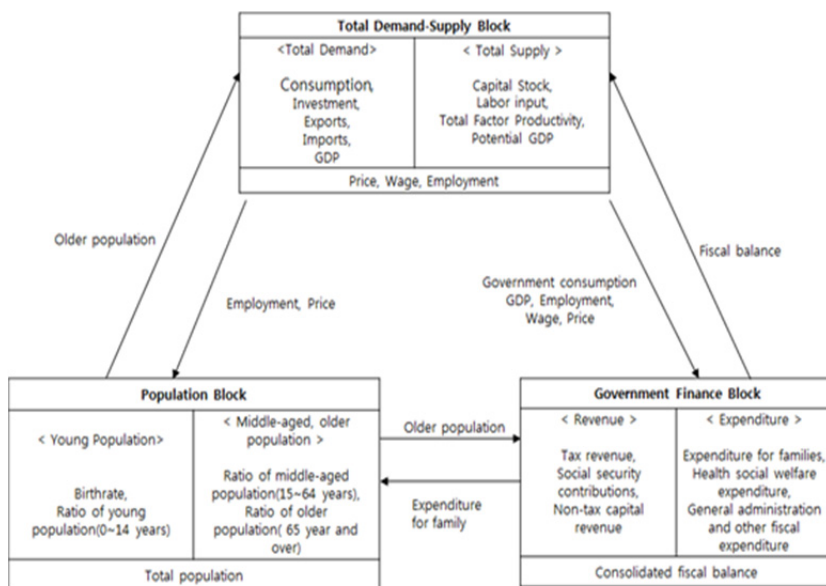 Total Demand-Supply Block
<Total Demand>
Consumption,
Investment,
Exports,
Imports,
GDP
< Total Supply >
Capital Stock,
Labor input,
Total Factor Productivity,
Potential GDP
Price, Wage, Employment
Older population
Employment, Price
Government consumption
GDP, Employment,
Wage, Price
Fiscal balance
Population Block
< Young Population>
Birthrate,
Ratio of young
population(0~14 years)
< Middle-aged, older
population >
Ratio of middle-aged
population(15~64 years),
Ratio of older
population( 65 year and
over)
Total population
Older population
Expenditure
for family
Government Finance Block
< Revenue >
Tax revenue,
Social security
contributions,
Non-tax capital
revenue
< Expenditure >
Expenditure for families,
Health social welfare
expenditure,
General administration
and other fiscal
expenditure
Consolidated fiscal balance